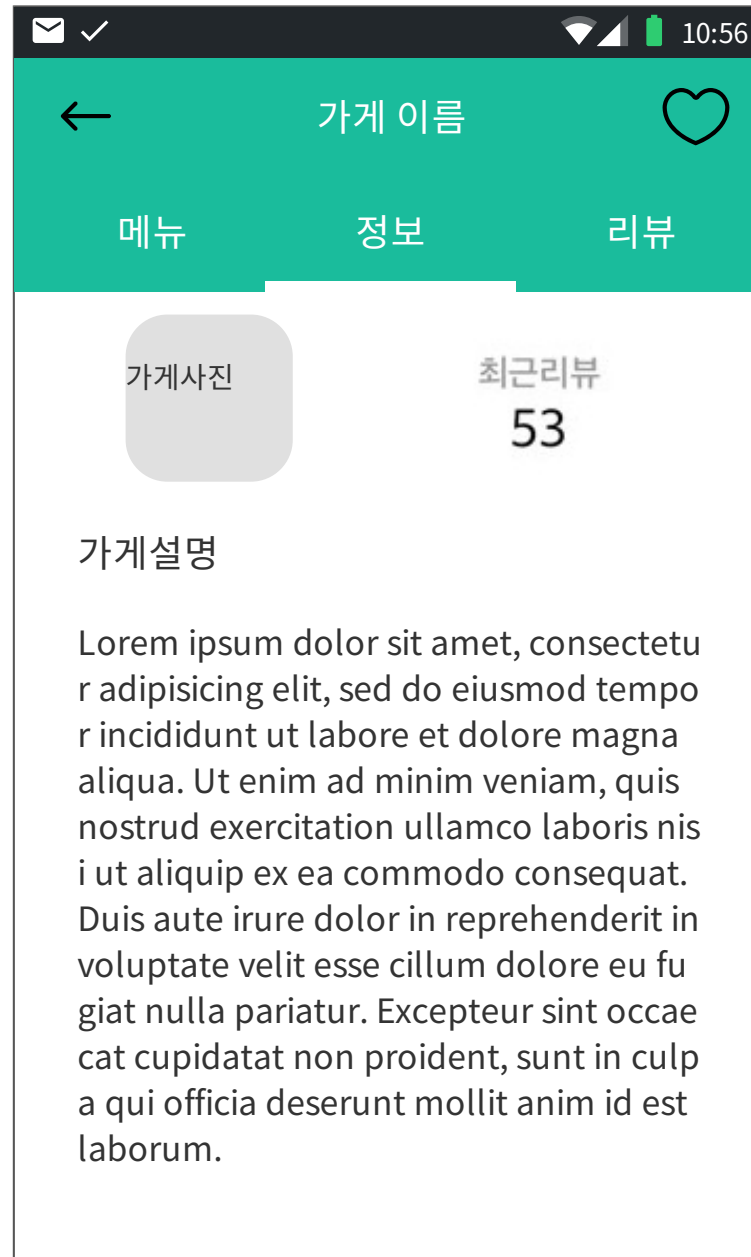 10:56
가게 이름
메뉴 정보 리뷰
가게사진
최근리뷰
53
가게설명
Lorem ipsum dolor sit amet, consectetu
r adipisicing elit, sed do eiusmod tempo
r incididunt ut labore et dolore magna
aliqua. Ut enim ad minim veniam, quis
nostrud exercitation ullamco laboris nis
i ut aliquip ex ea commodo consequat.
Duis aute irure dolor in reprehenderit in
voluptate velit esse cillum dolore eu fu
giat nulla pariatur. Excepteur sint occae
cat cupidatat non proident, sunt in culp
a qui officia deserunt mollit anim id est
laborum.